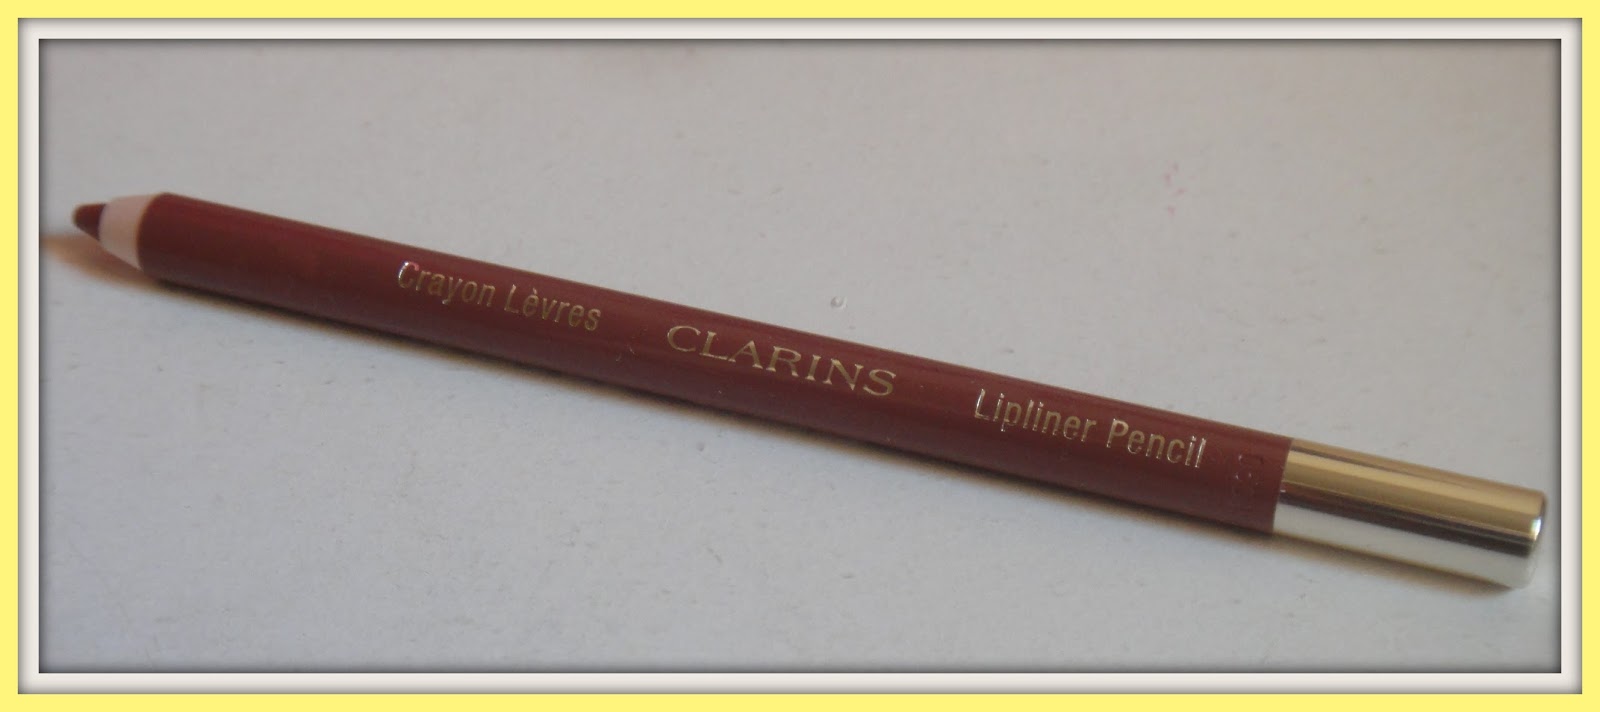 Crayon Lèvres CLARINS Lipliner Pencil